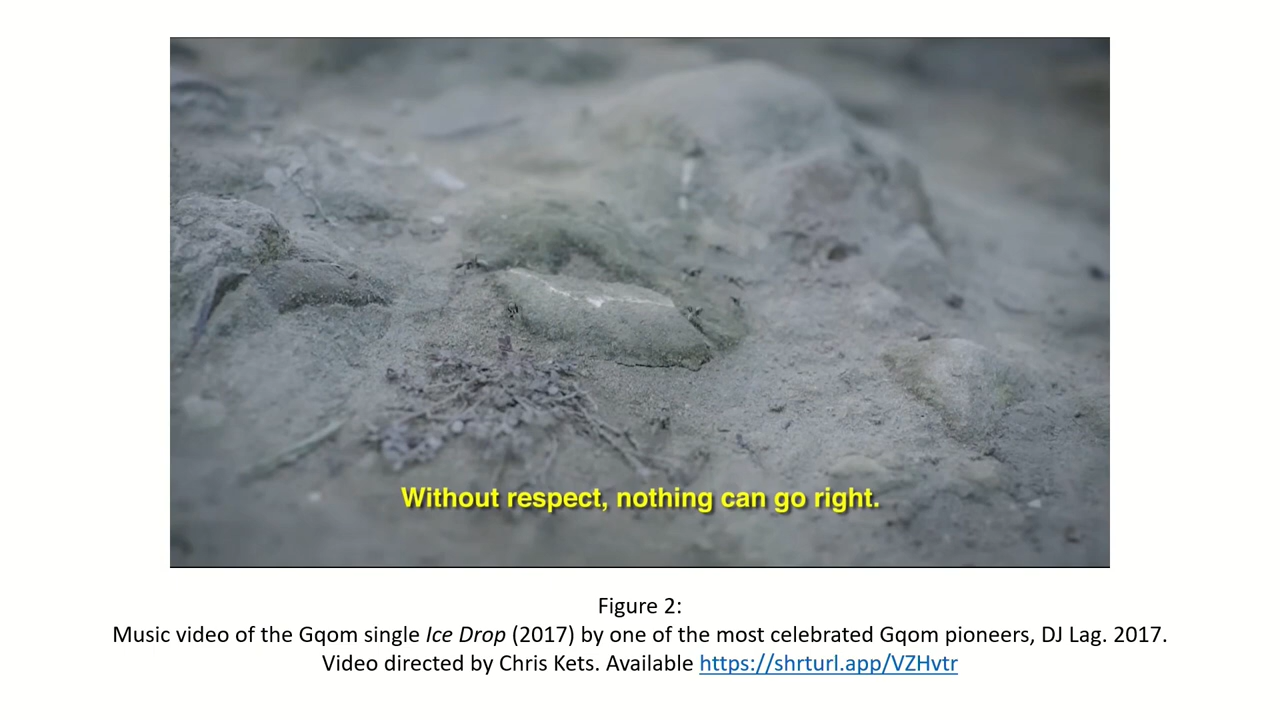 Without respect, nothing can go right.
Figure 2:
Music video of the Gqom single Ice Drop (2017) by one of the most celebrated Gqom pioneers, DJ Lag. 2017.
Video directed by Chris Kets. Available https://shrturl.app/VZHvtr